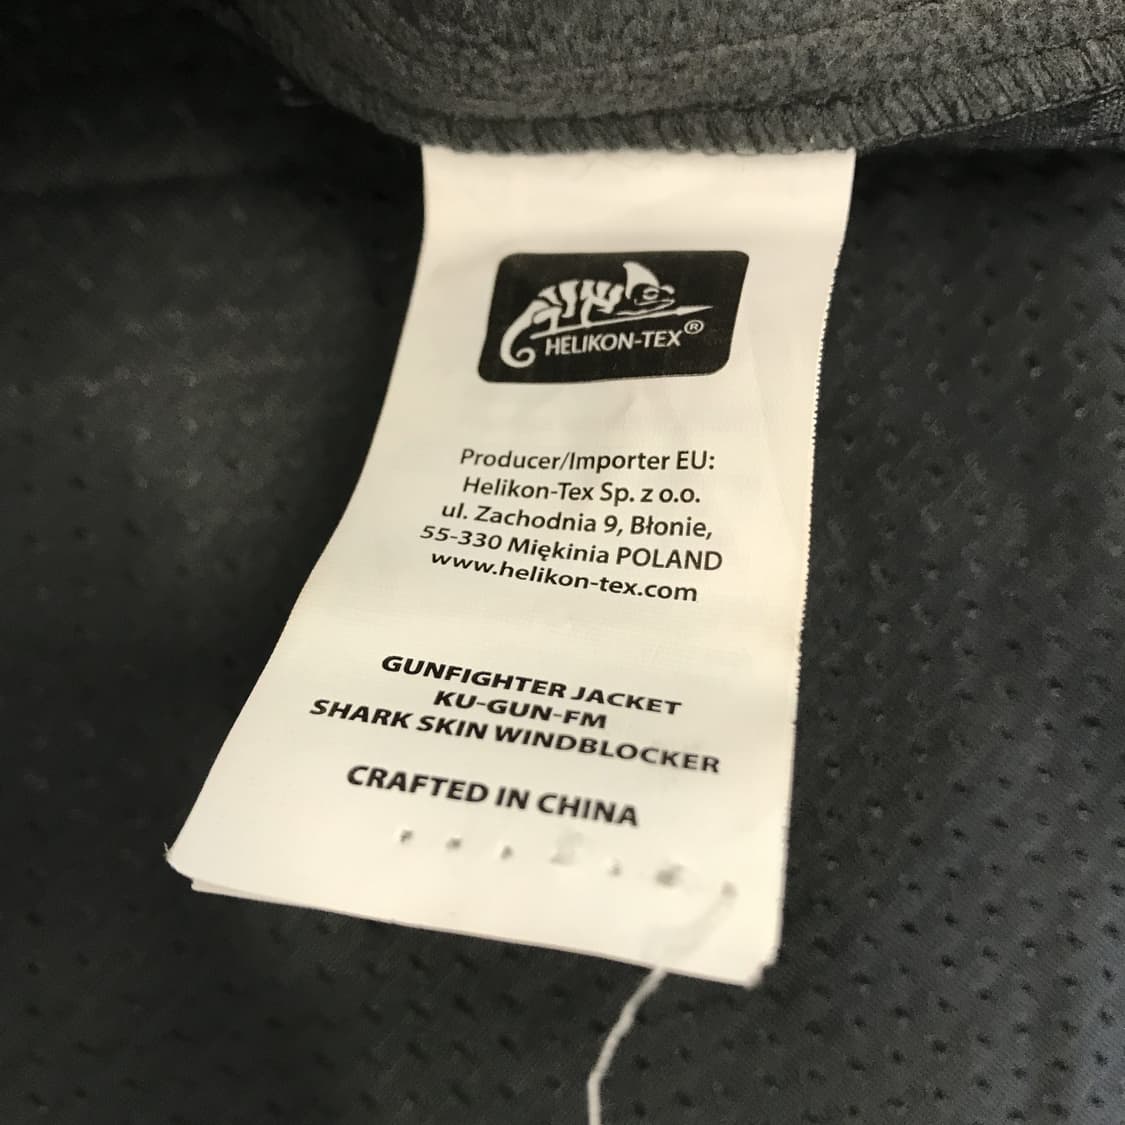 HELIKON-TEX®
Producer/Importer EU:
Helikon-Tex Sp. z o.o.
ul. Zachodnia 9, Błonie,
55-330 Miękinia POLAND
www.helikon-tex.com
GUNFIGHTER JACKET
KU-GUN-FM
SHARK SKIN WINDBLOCKER
CRAFTED IN CHINA